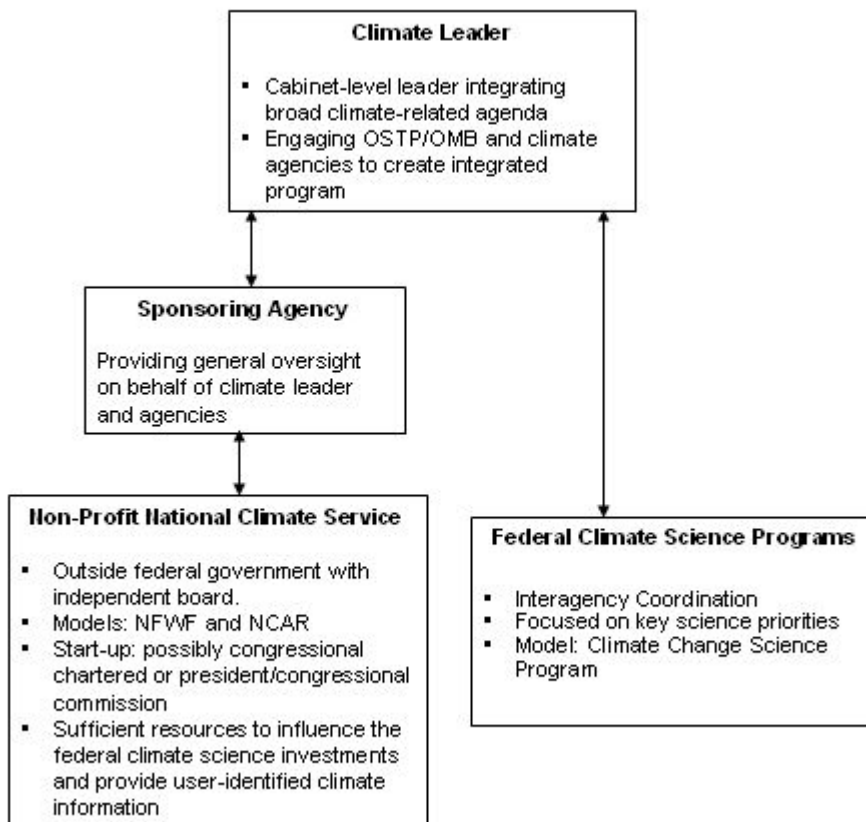 Climate Leader
▪ Cabinet-level leader integrating
broad climate-related agenda
▪ Engaging OSTP/OMB and climate
agencies to create integrated
program
Sponsoring Agency
Providing general oversight
on behalf of climate leader
and agencies
Non-Profit National Climate Service
▪ Outside federal government with
independent board.
▪ Models: NFWF and NCAR
▪ Start-up: possibly congressional
chartered or president/congressional
commission
▪ Sufficient resources to influence the
federal climate science investments
and provide user-identified climate
information
Federal Climate Science Programs
▪ Interagency Coordination
▪ Focused on key science priorities
▪ Model: Climate Change Science
Program